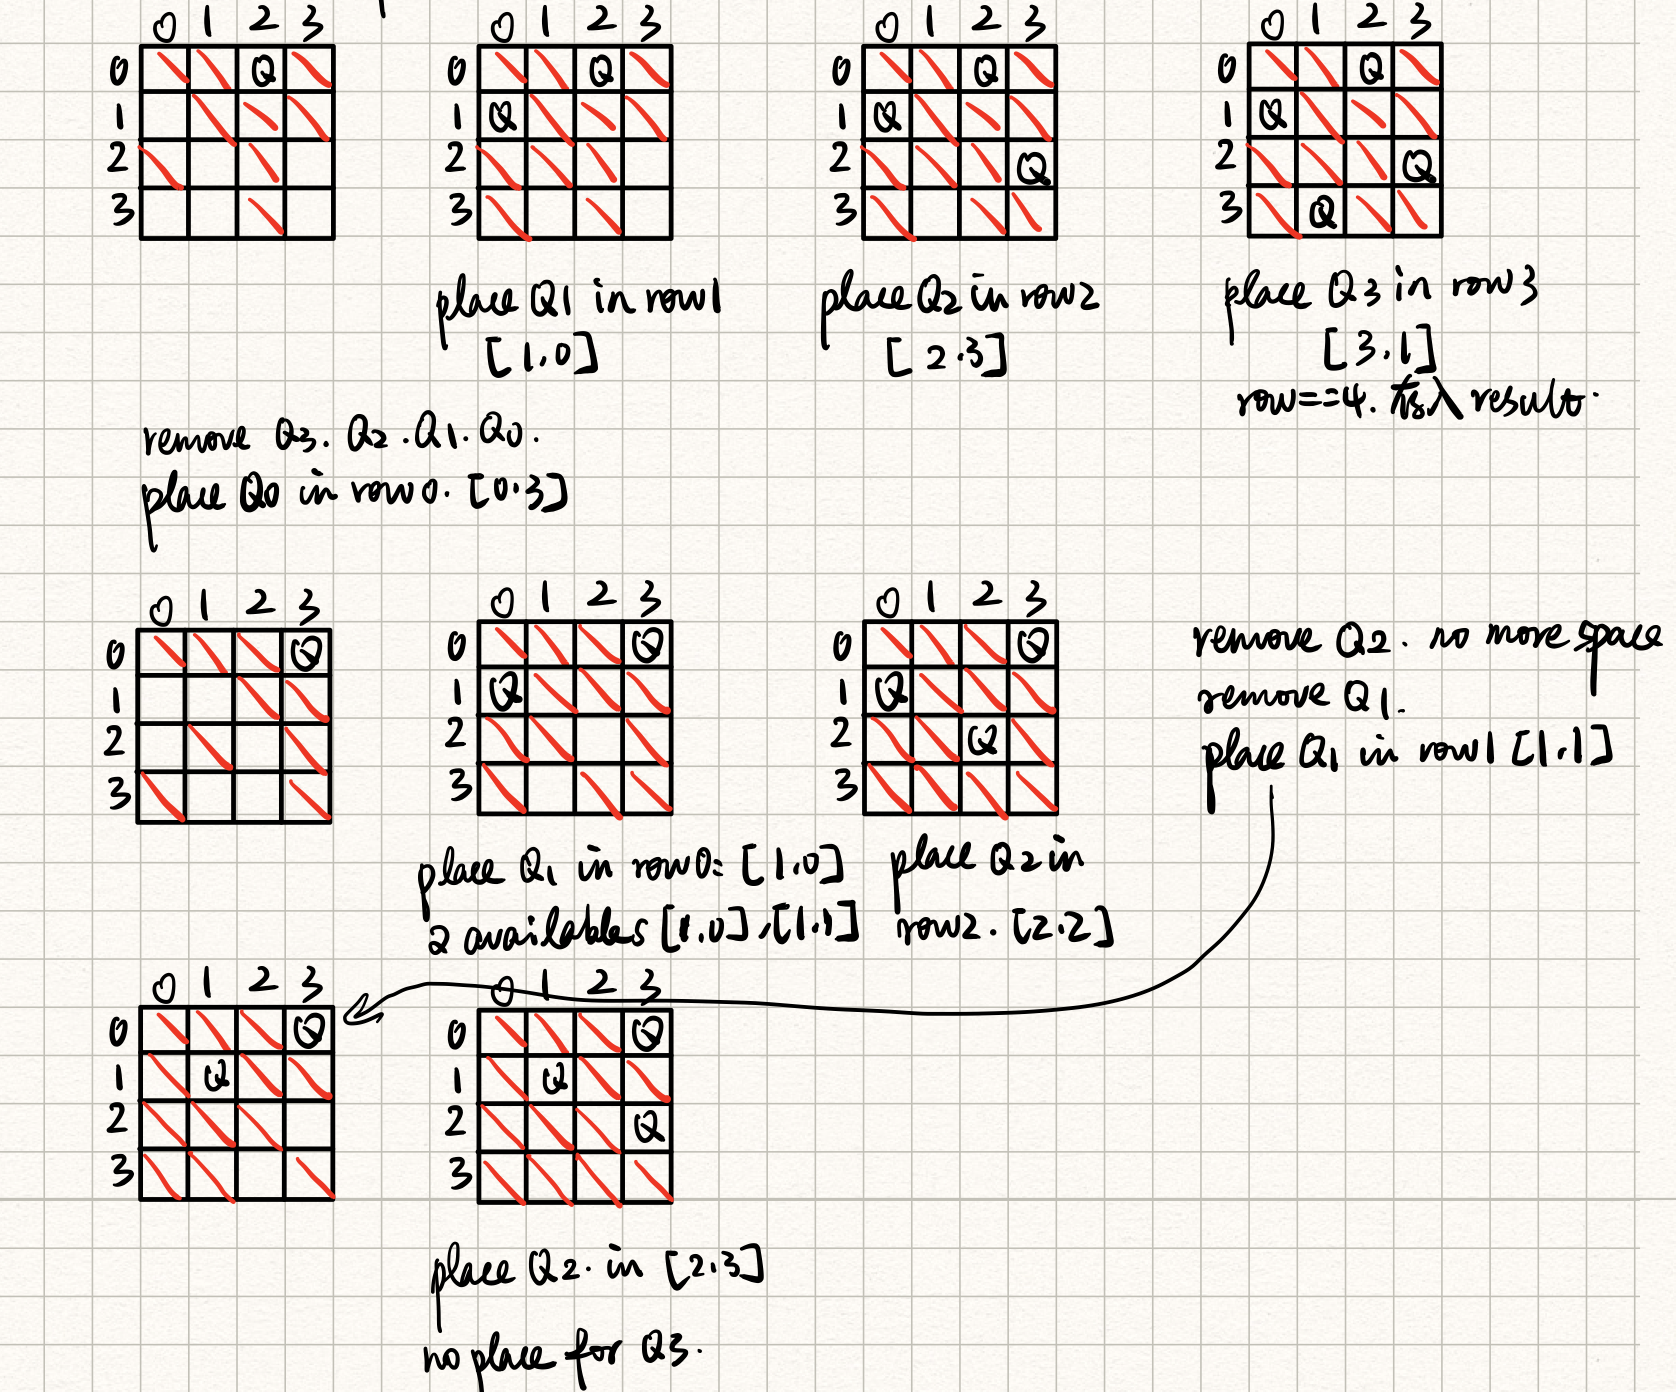 0 1 2 3
0 Q
1
2
3
0 1 2 3
0 Q
1 Q
2
3
place Q1 in row1
[1,0]
0 1 2 3
0 Q
1 Q
2 Q
3
place Q2 in row2
[2.3]
0 1 2 3
0 Q
1 Q
2 Q
3 Q
place Q3 in row3
[3.1]
row==4. 存入 result.
remove Q3. Q2. Q1. Q0.
place Q0 in row0. [0.3]
0 1 2 3
0 Q
1
2
3
0 1 2 3
0 Q
1 Q
2
3
place Q1 in row0: [1.0]
2 availables [1.0], [1.1]
0 1 2 3
0 Q
1 Q
2 Q
3
place Q2 in
row2. [2.2]
remove Q2. no more space
remove Q1.
place Q1 in row1 [1,1]
0 1 2 3
0 Q
1 Q
2
3
0 1 2 3
0 Q
1 Q
2 Q
3
place Q2. in [2.3]
no place for Q3.